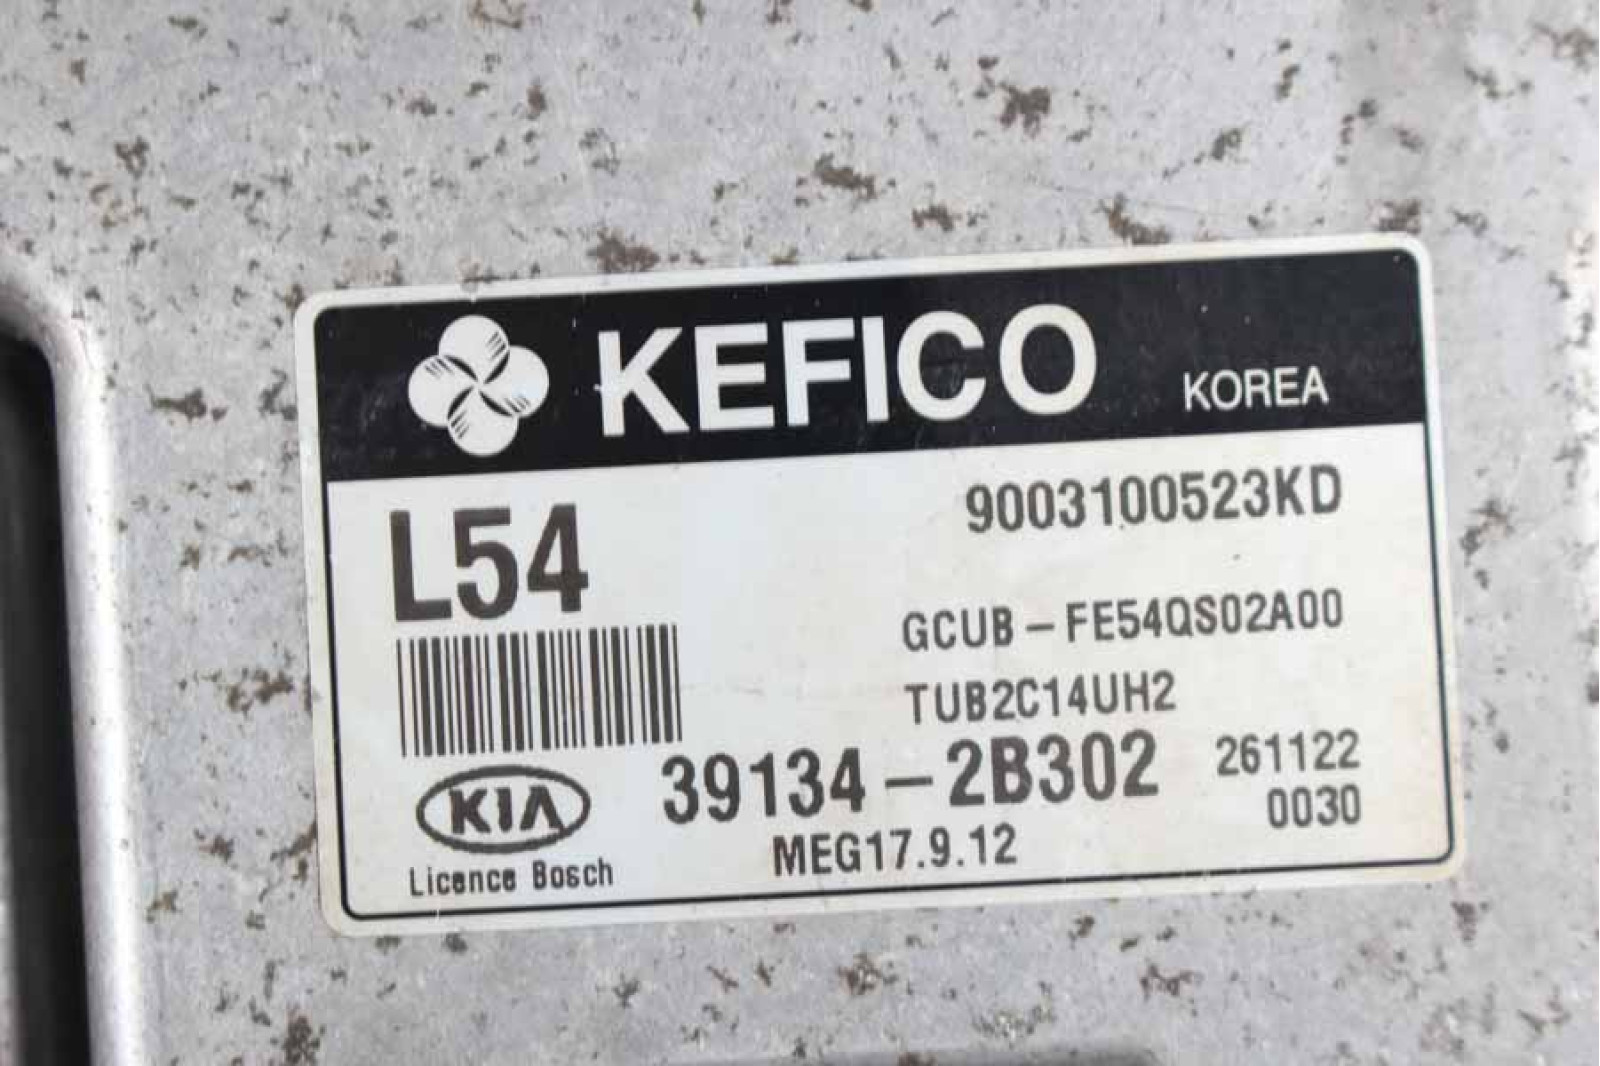 KEFICO KOREA
L54
9003100523KD
GCUB-FE54QS02A00
TUB2C14UH2
39134-2B302
261122
0030
KIA
MEG17.9.12
Licence Bosch